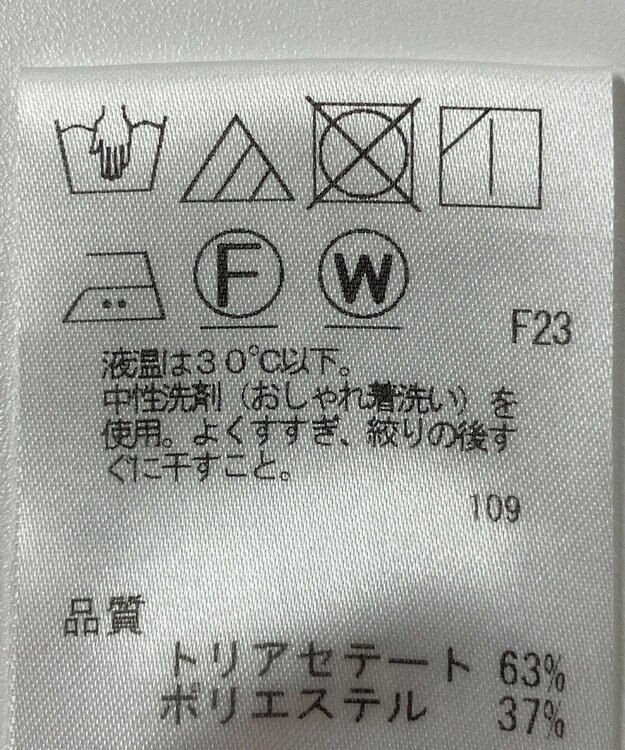 F W
F23
液温は３０℃以下。
中性洗剤（おしゃれ着洗い）を
使用。よくすすぎ、絞りの後す
ぐに干すこと。
109
品質
トリアセテート 63%
ポリエステル 37%